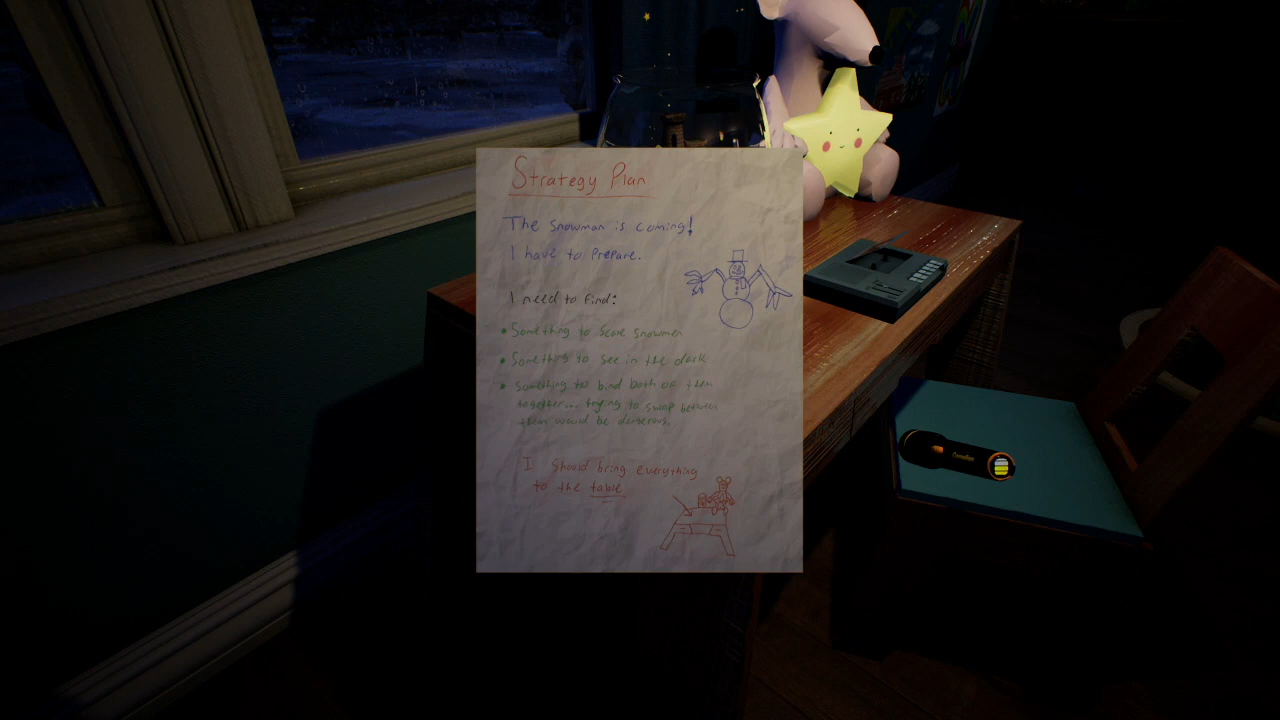 Strategy Plan
The Snowman is coming!
I have to Prepare.
I need to find:
• Something to scare snowmen
• Something to see in the dark
• Something to bind both of them
together... trying to swap between
them would be dangerous.
I Should bring everything
to the table